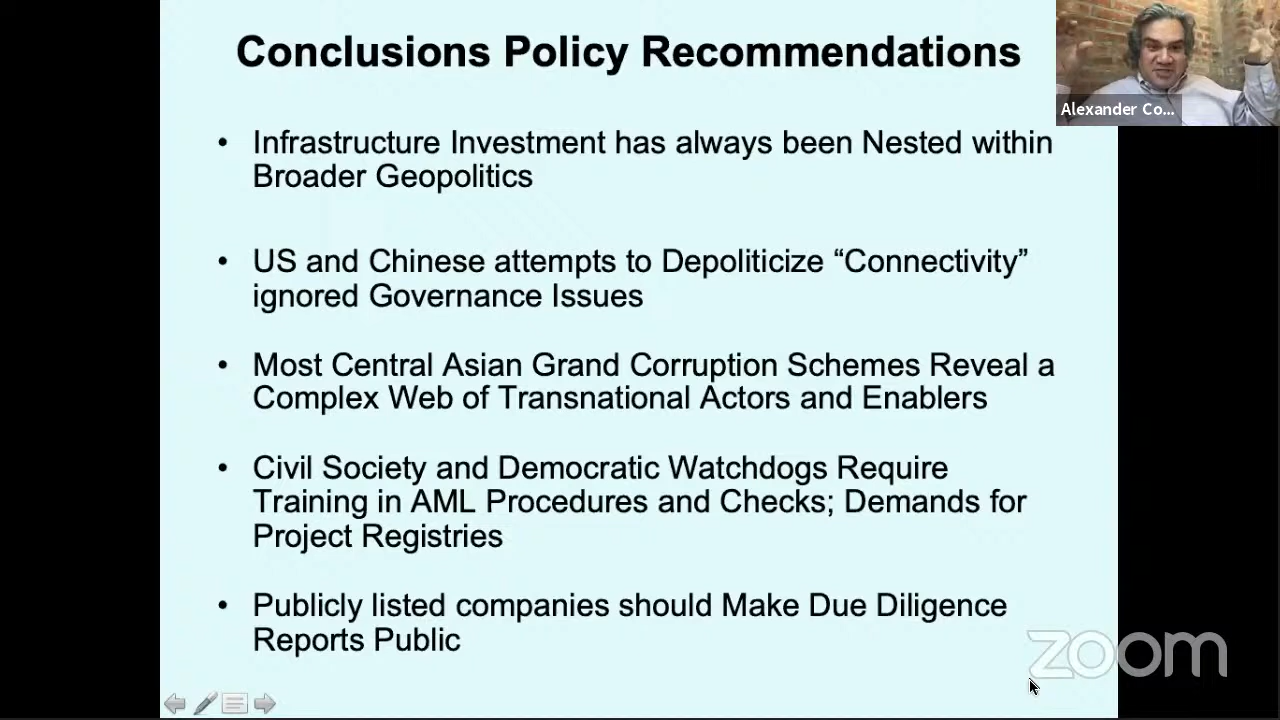 Conclusions Policy Recommendations
Alexander Co...
• Infrastructure Investment has always been Nested within
Broader Geopolitics
• US and Chinese attempts to Depoliticize “Connectivity”
ignored Governance Issues
• Most Central Asian Grand Corruption Schemes Reveal a
Complex Web of Transnational Actors and Enablers
• Civil Society and Democratic Watchdogs Require
Training in AML Procedures and Checks; Demands for
Project Registries
• Publicly listed companies should Make Due Diligence
Reports Public
zoom